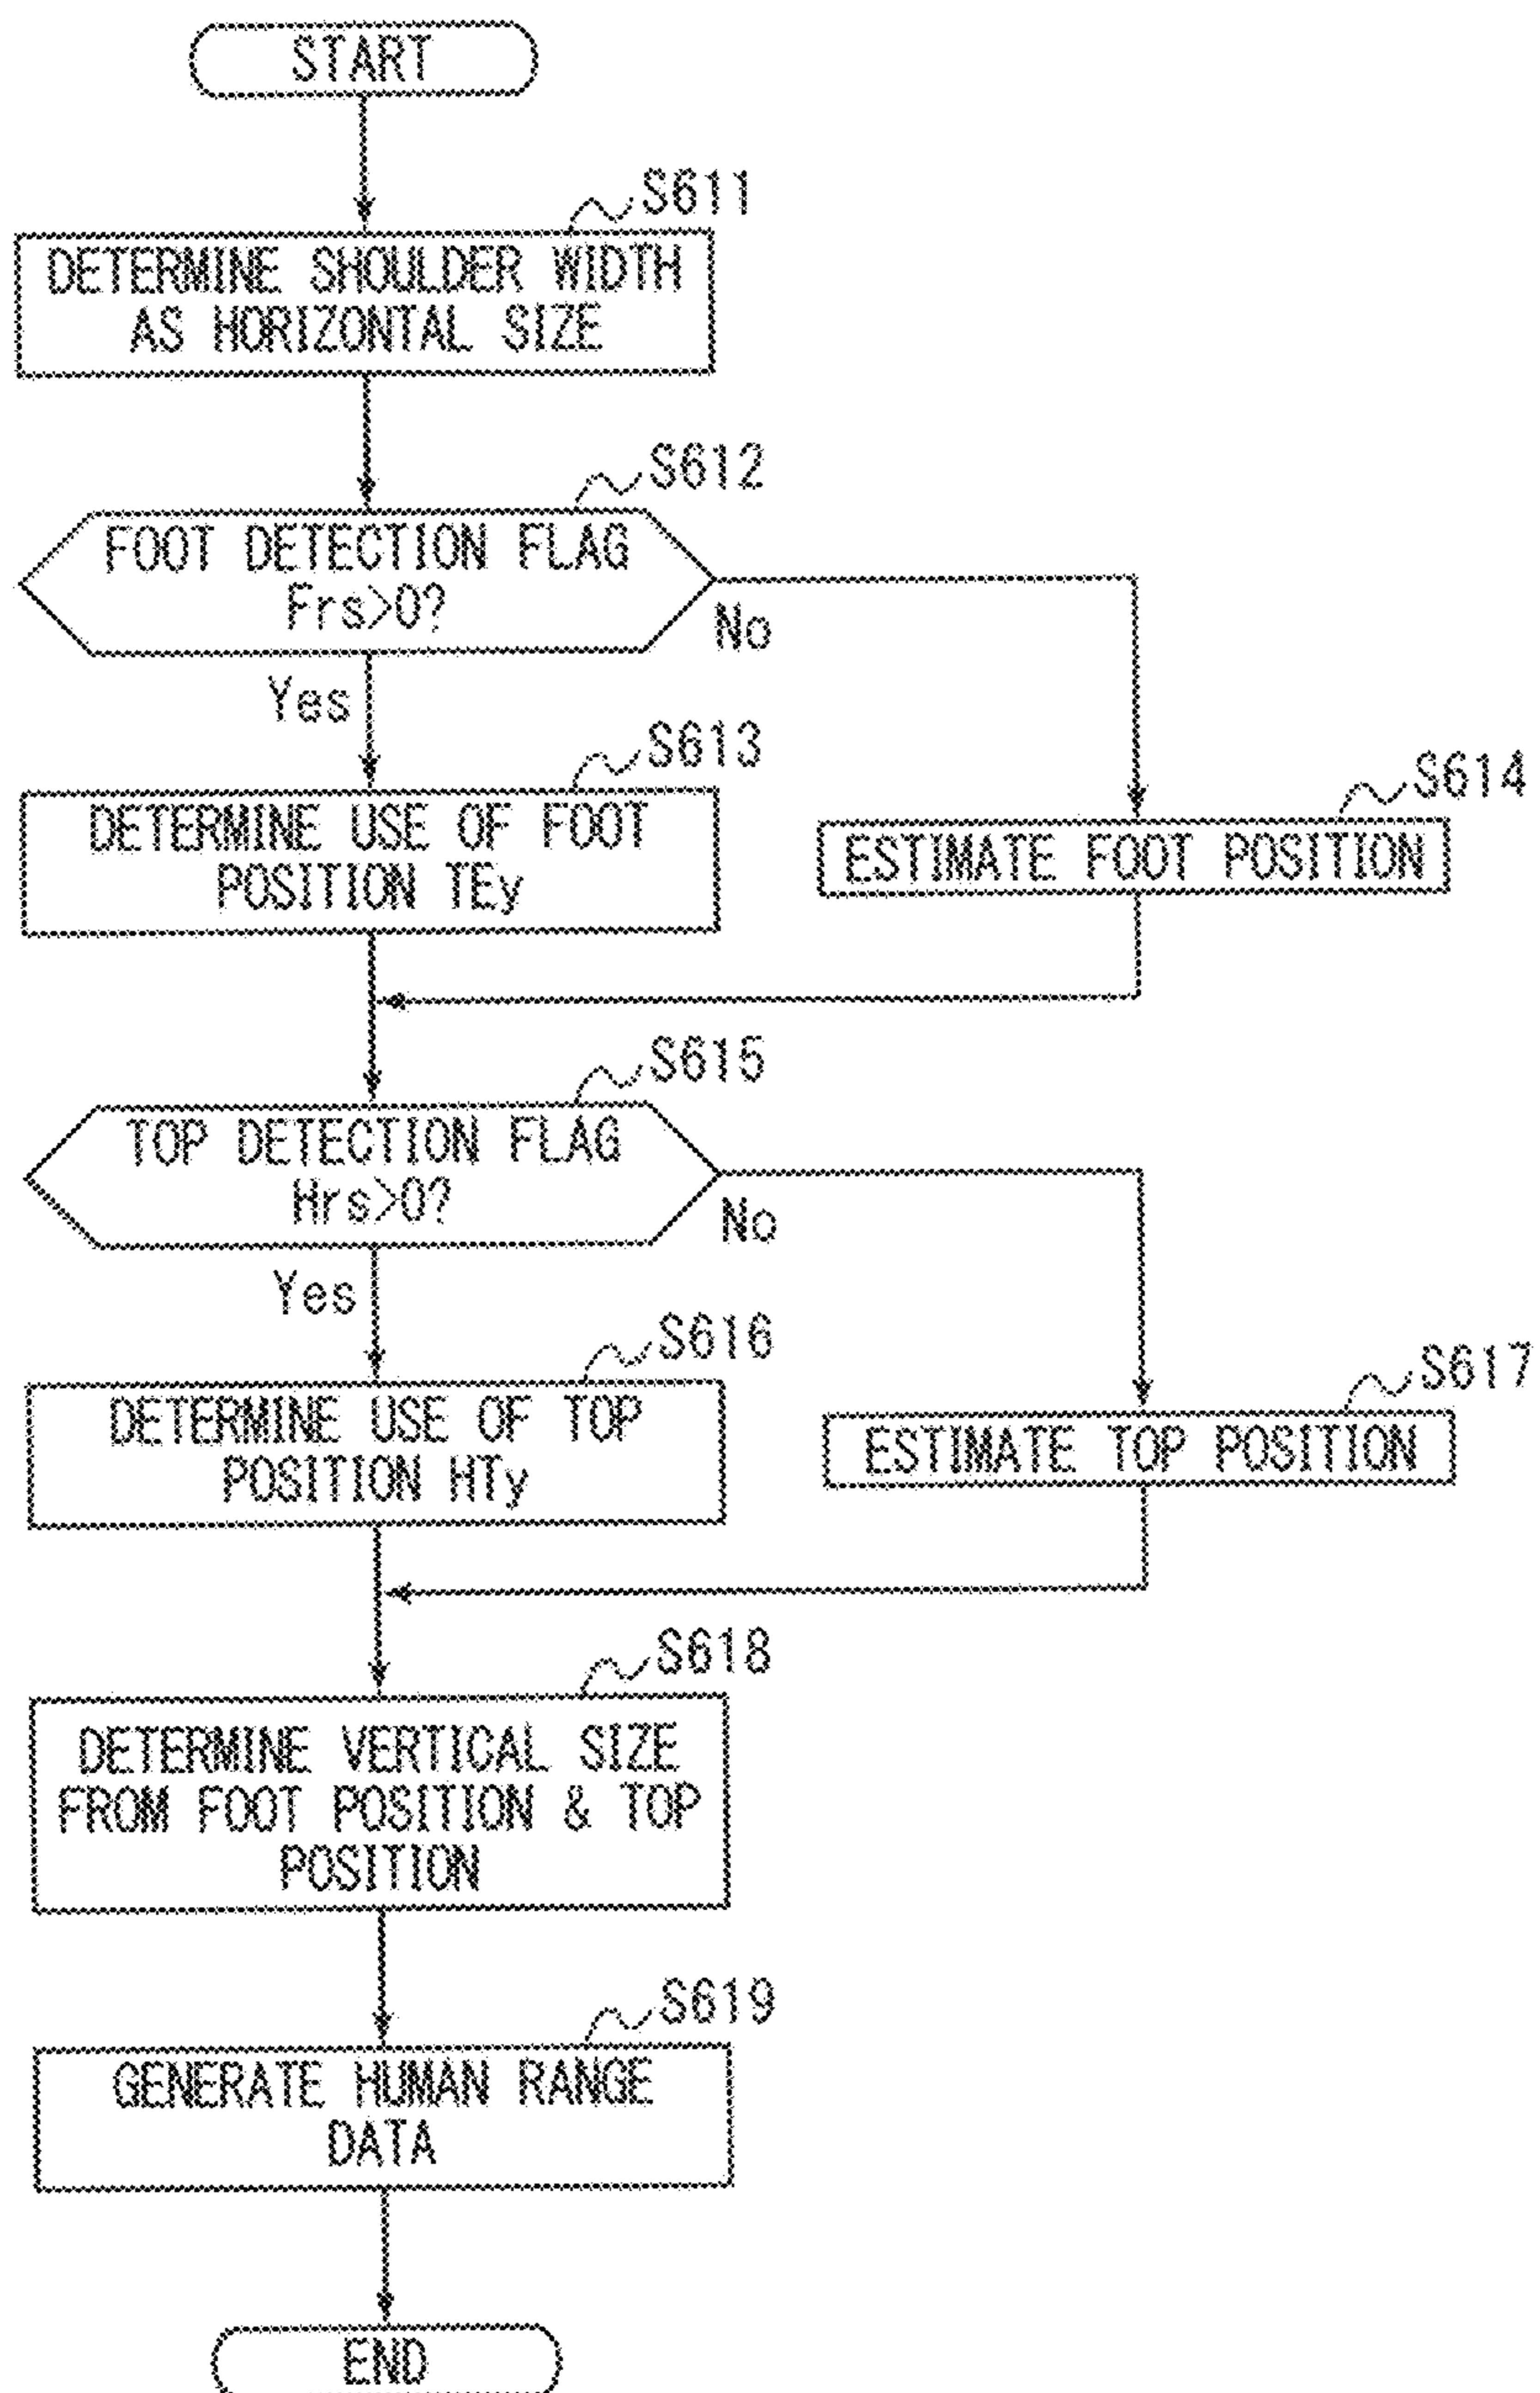 START
S611
DETERMINE SHOULDER WIDTH
AS HORIZONTAL SIZE
S612
FOOT DETECTION FLAG
Frs>0?
No
Yes
S613
DETERMINE USE OF FOOT
POSITION TEy
S614
ESTIMATE FOOT POSITION
S615
TOP DETECTION FLAG
Hrs>0?
No
Yes
S616
DETERMINE USE OF TOP
POSITION HTy
S617
ESTIMATE TOP POSITION
S618
DETERMINE VERTICAL SIZE
FROM FOOT POSITION & TOP
POSITION
S619
GENERATE HUMAN RANGE
DATA
END